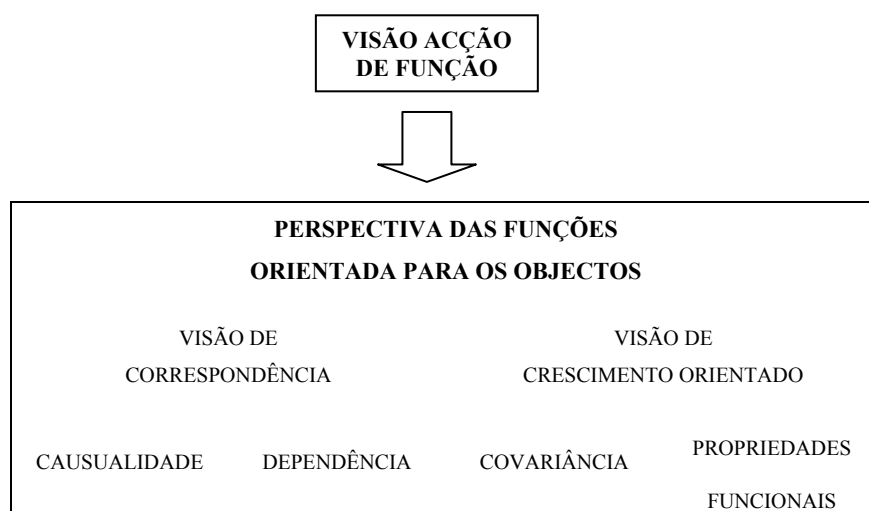 VISÃO ACÇÃO
DE FUNÇÃO
PERSPECTIVA DAS FUNÇÕES
ORIENTADA PARA OS OBJECTOS
VISÃO DE
CORRESPONDÊNCIA
VISÃO DE
CRESCIMENTO ORIENTADO
CAUSUALIDADE
DEPENDÊNCIA
COVARIÂNCIA
PROPRIEDADES
FUNCIONAIS